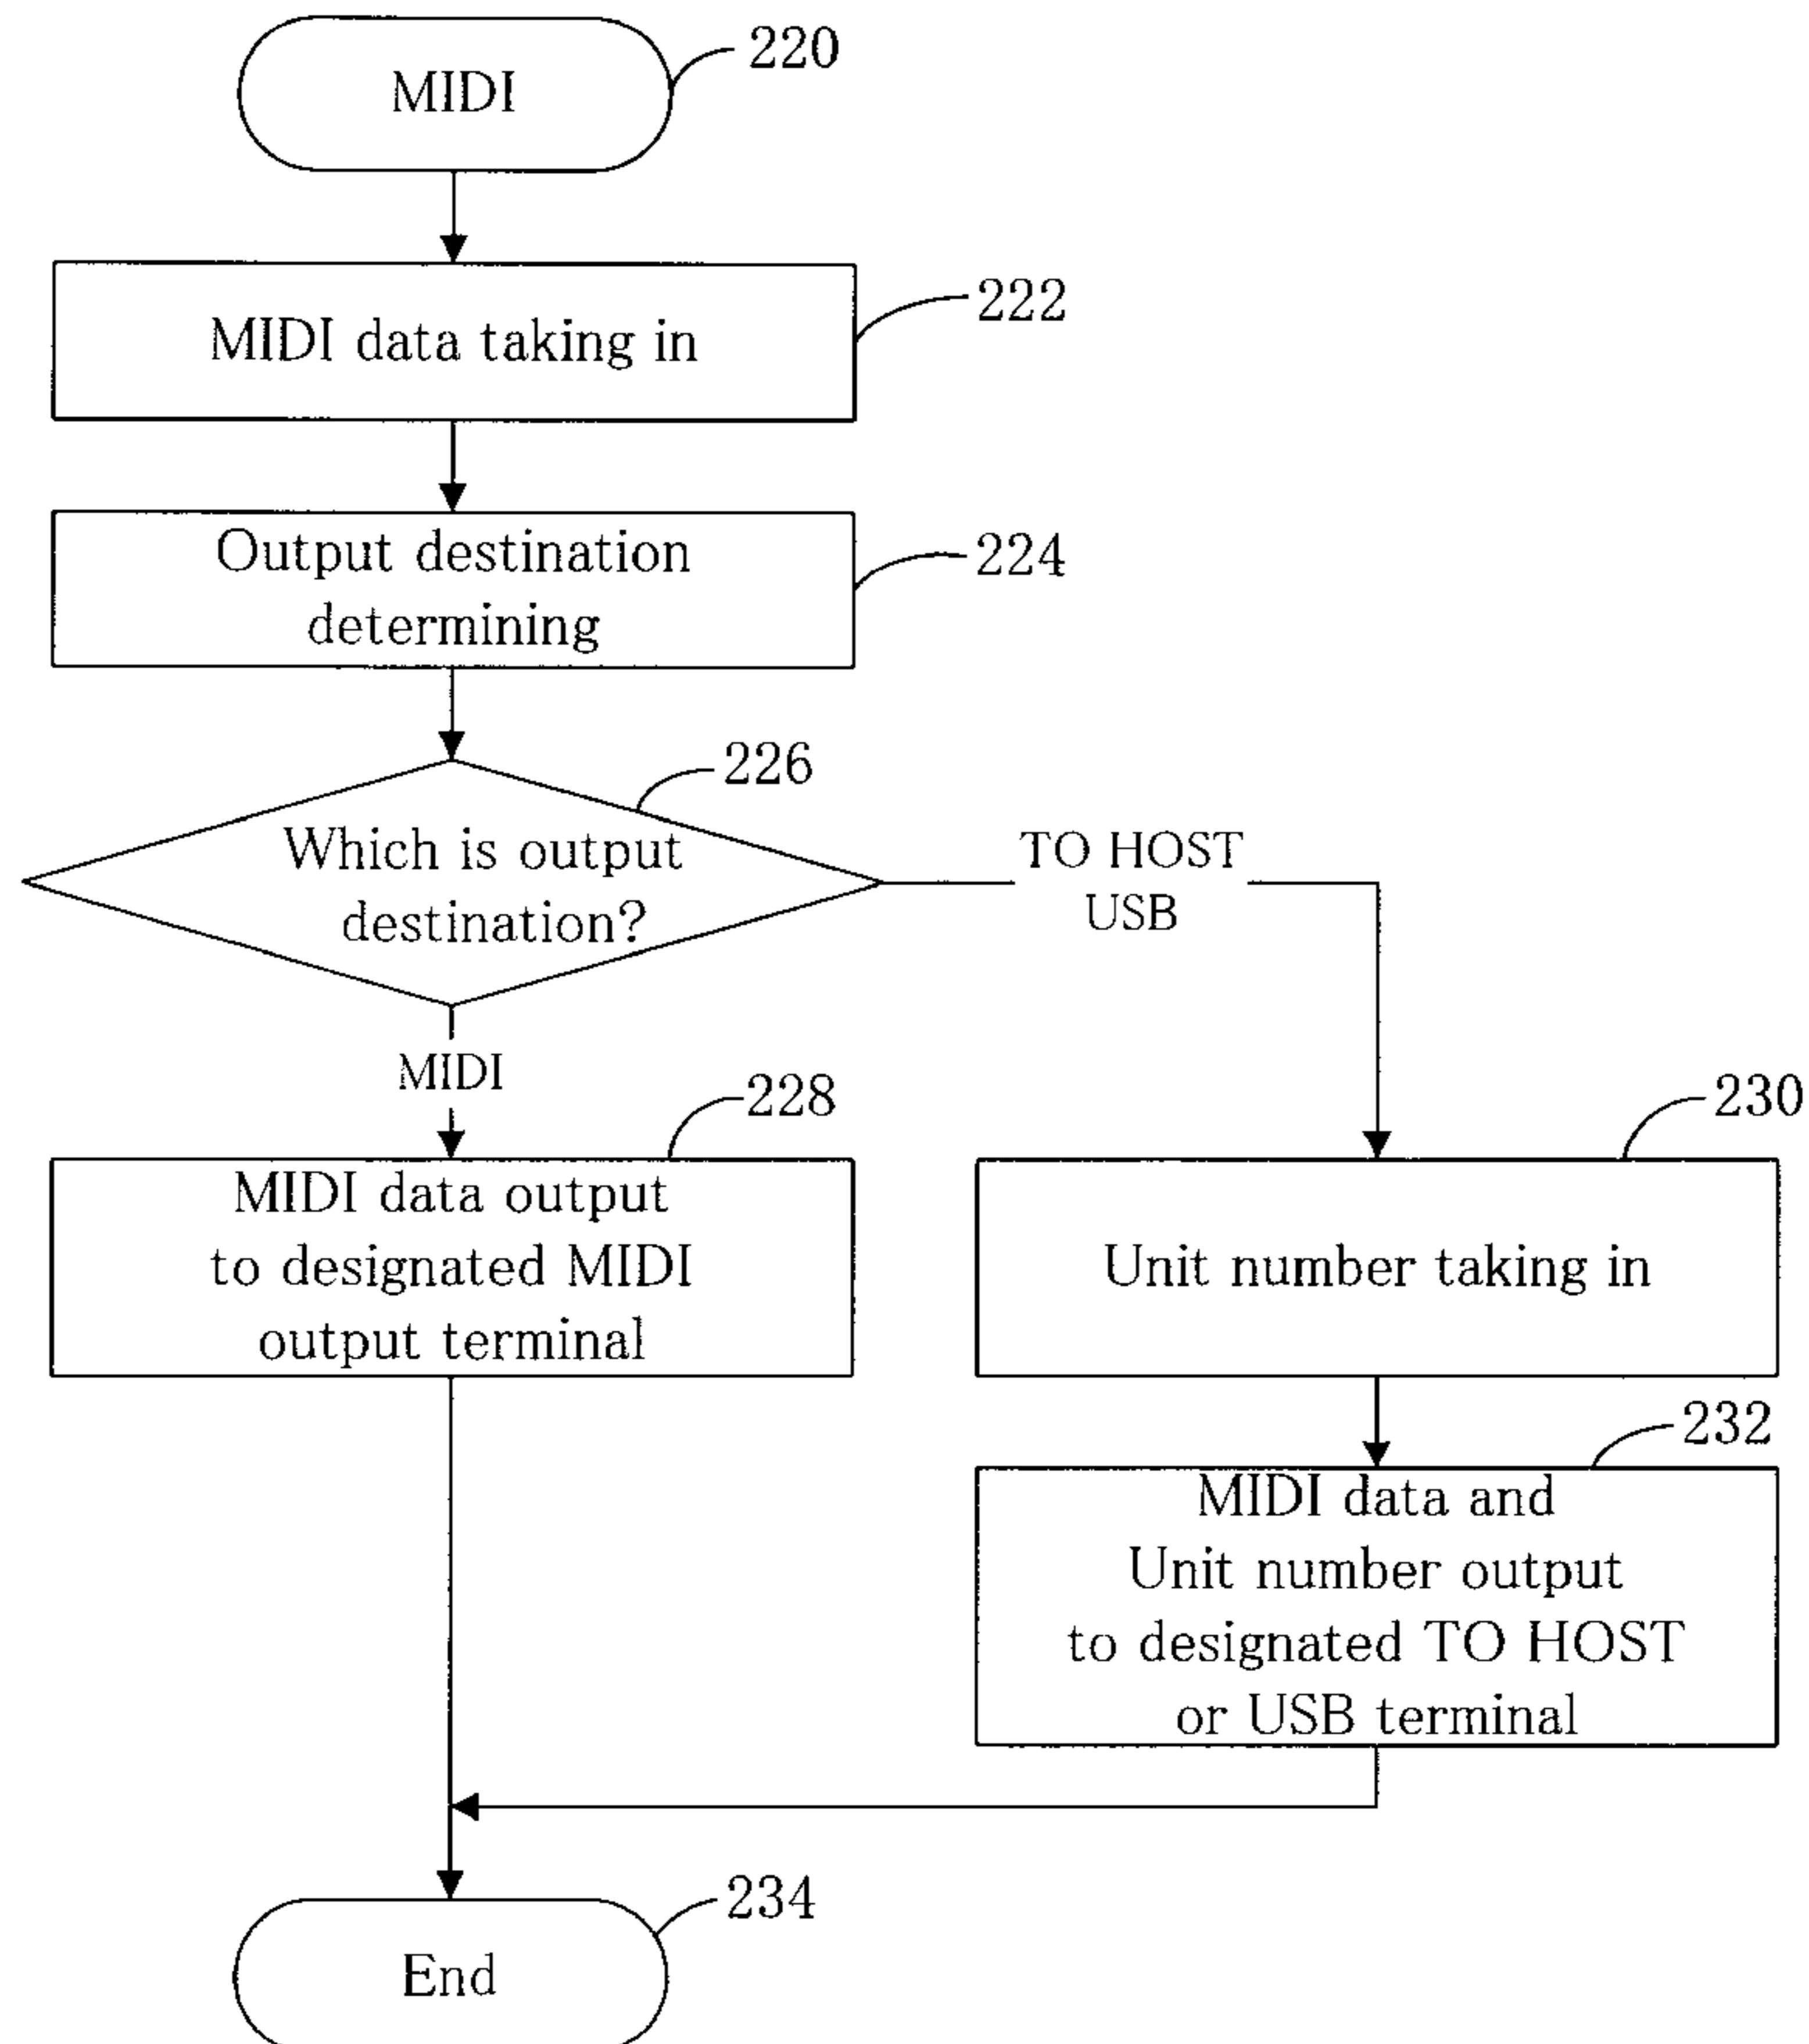 MIDI
220
MIDI data taking in
222
Output destination
determining
224
226
Which is output
destination?
TO HOST
USB
MIDI
228
MIDI data output
to designated MIDI
output terminal
230
Unit number taking in
232
MIDI data and
Unit number output
to designated TO HOST
or USB terminal
234
End